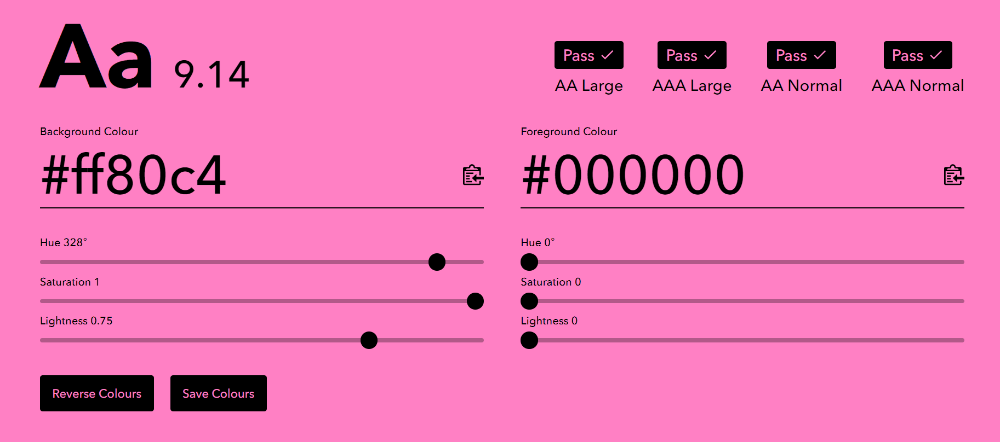 Aa 9.14
Pass Pass Pass Pass
AA Large AAA Large AA Normal AAA Normal
Background Colour
#ff80c4
Foreground Colour
#000000
Hue 328°
Saturation 1
Lightness 0.75
Hue 0°
Saturation 0
Lightness 0
Reverse Colours Save Colours